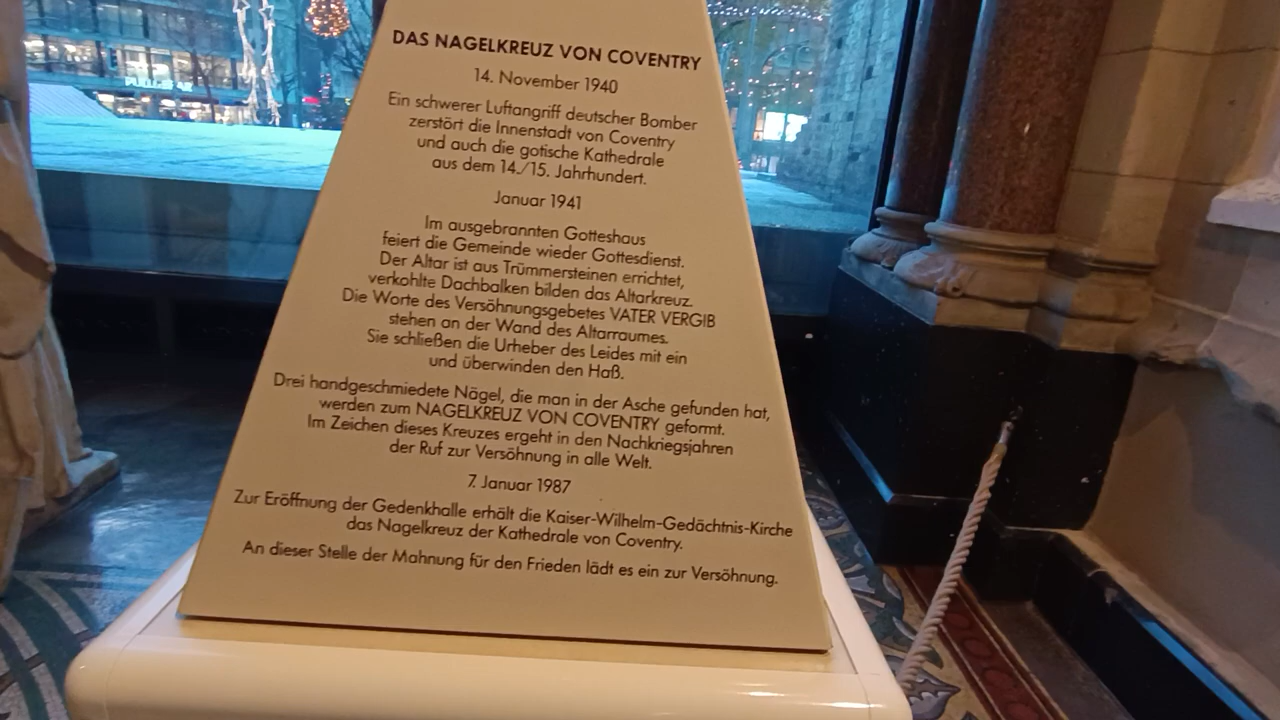 DAS NAGELKREUZ VON COVENTRY
14. November 1940
Ein schwerer Luftangriff deutscher Bomber
zerstört die Innenstadt von Coventry
und auch die gotische Kathedrale
aus dem 14./15. Jahrhundert.
Januar 1941
Im ausgebrannten Gotteshaus
feiert die Gemeinde wieder Gottesdienst.
Der Altar ist aus Trümmersteinen errichtet,
verkohlte Dachbalken bilden das Altarkreuz.
Die Worte des Versöhnungsgebetes VATER VERGIB
stehen an der Wand des Altarraumes.
Sie schließen die Urheber des Leides mit ein
und überwinden den Haß.
Drei handgeschmiedete Nägel, die man in der Asche gefunden hat,
werden zum NAGELKREUZ VON COVENTRY geformt.
Im Zeichen dieses Kreuzes ergeht in den Nachkriegsjahren
der Ruf zur Versöhnung in alle Welt.
7. Januar 1987
Zur Eröffnung der Gedenkhalle erhält die Kaiser-Wilhelm-Gedächtnis-Kirche
das Nagelkreuz der Kathedrale von Coventry.
An dieser Stelle der Mahnung für den Frieden lädt es ein zur Versöhnung.